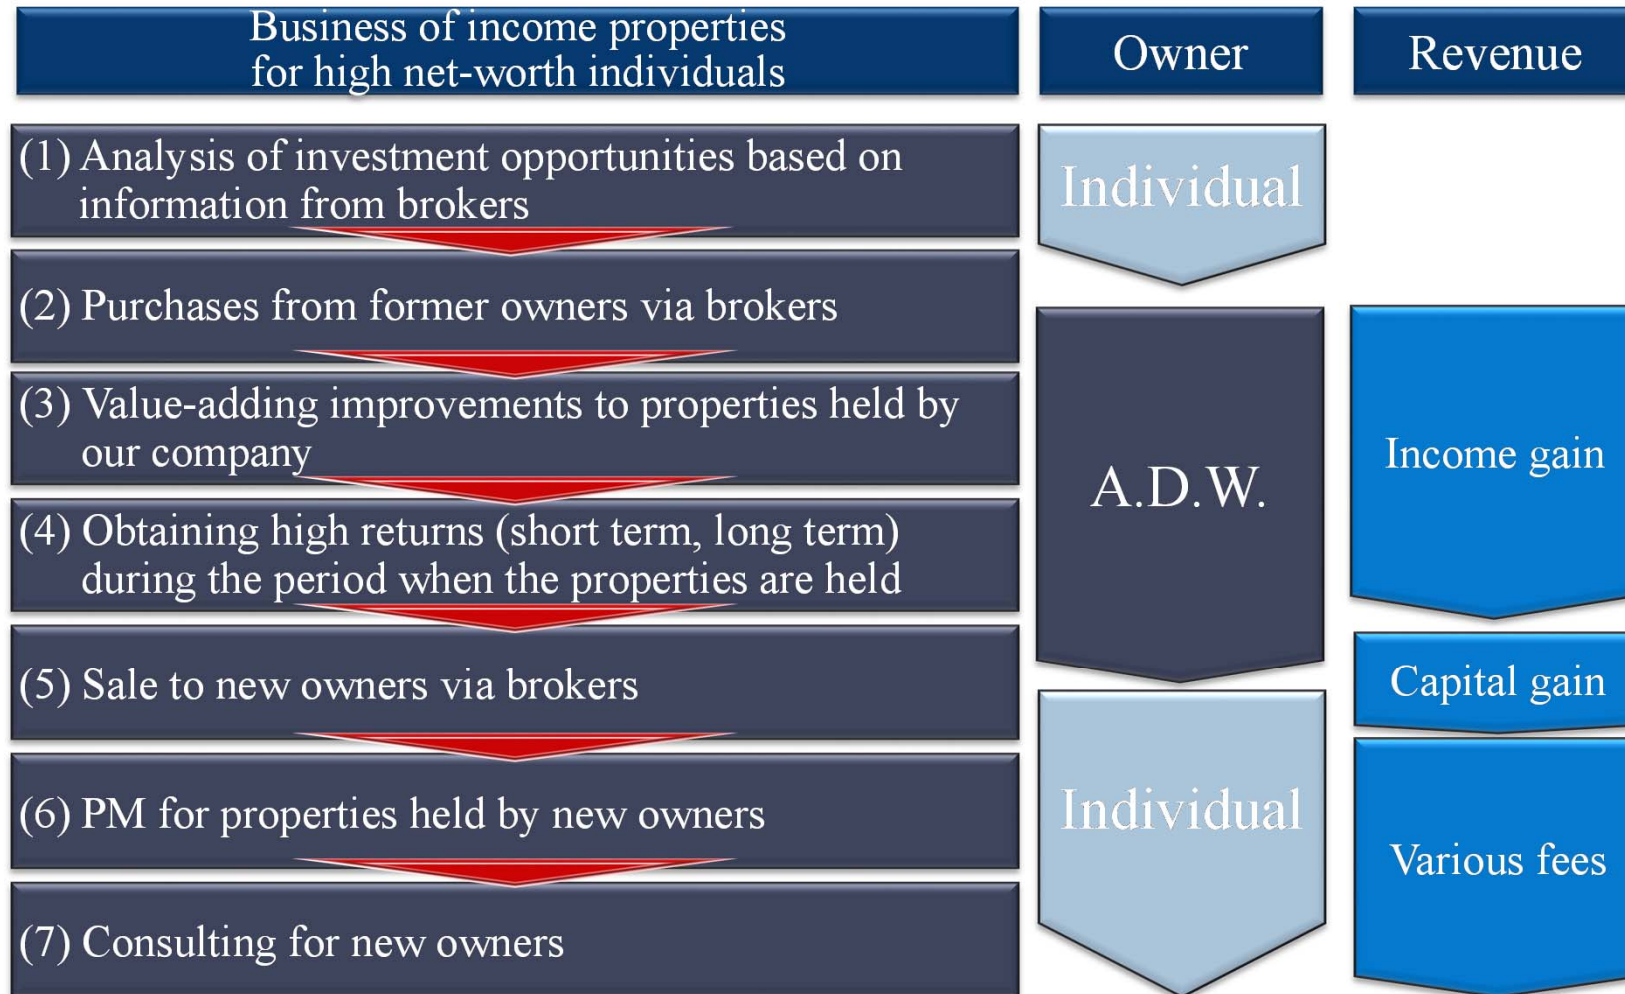 Business of income properties
for high net-worth individuals
Owner
Revenue
(1) Analysis of investment opportunities based on
information from brokers
Individual
(2) Purchases from former owners via brokers
(3) Value-adding improvements to properties held by
our company
A.D.W.
Income gain
(4) Obtaining high returns (short term, long term)
during the period when the properties are held
(5) Sale to new owners via brokers
Capital gain
(6) PM for properties held by new owners
Individual
Various fees
(7) Consulting for new owners